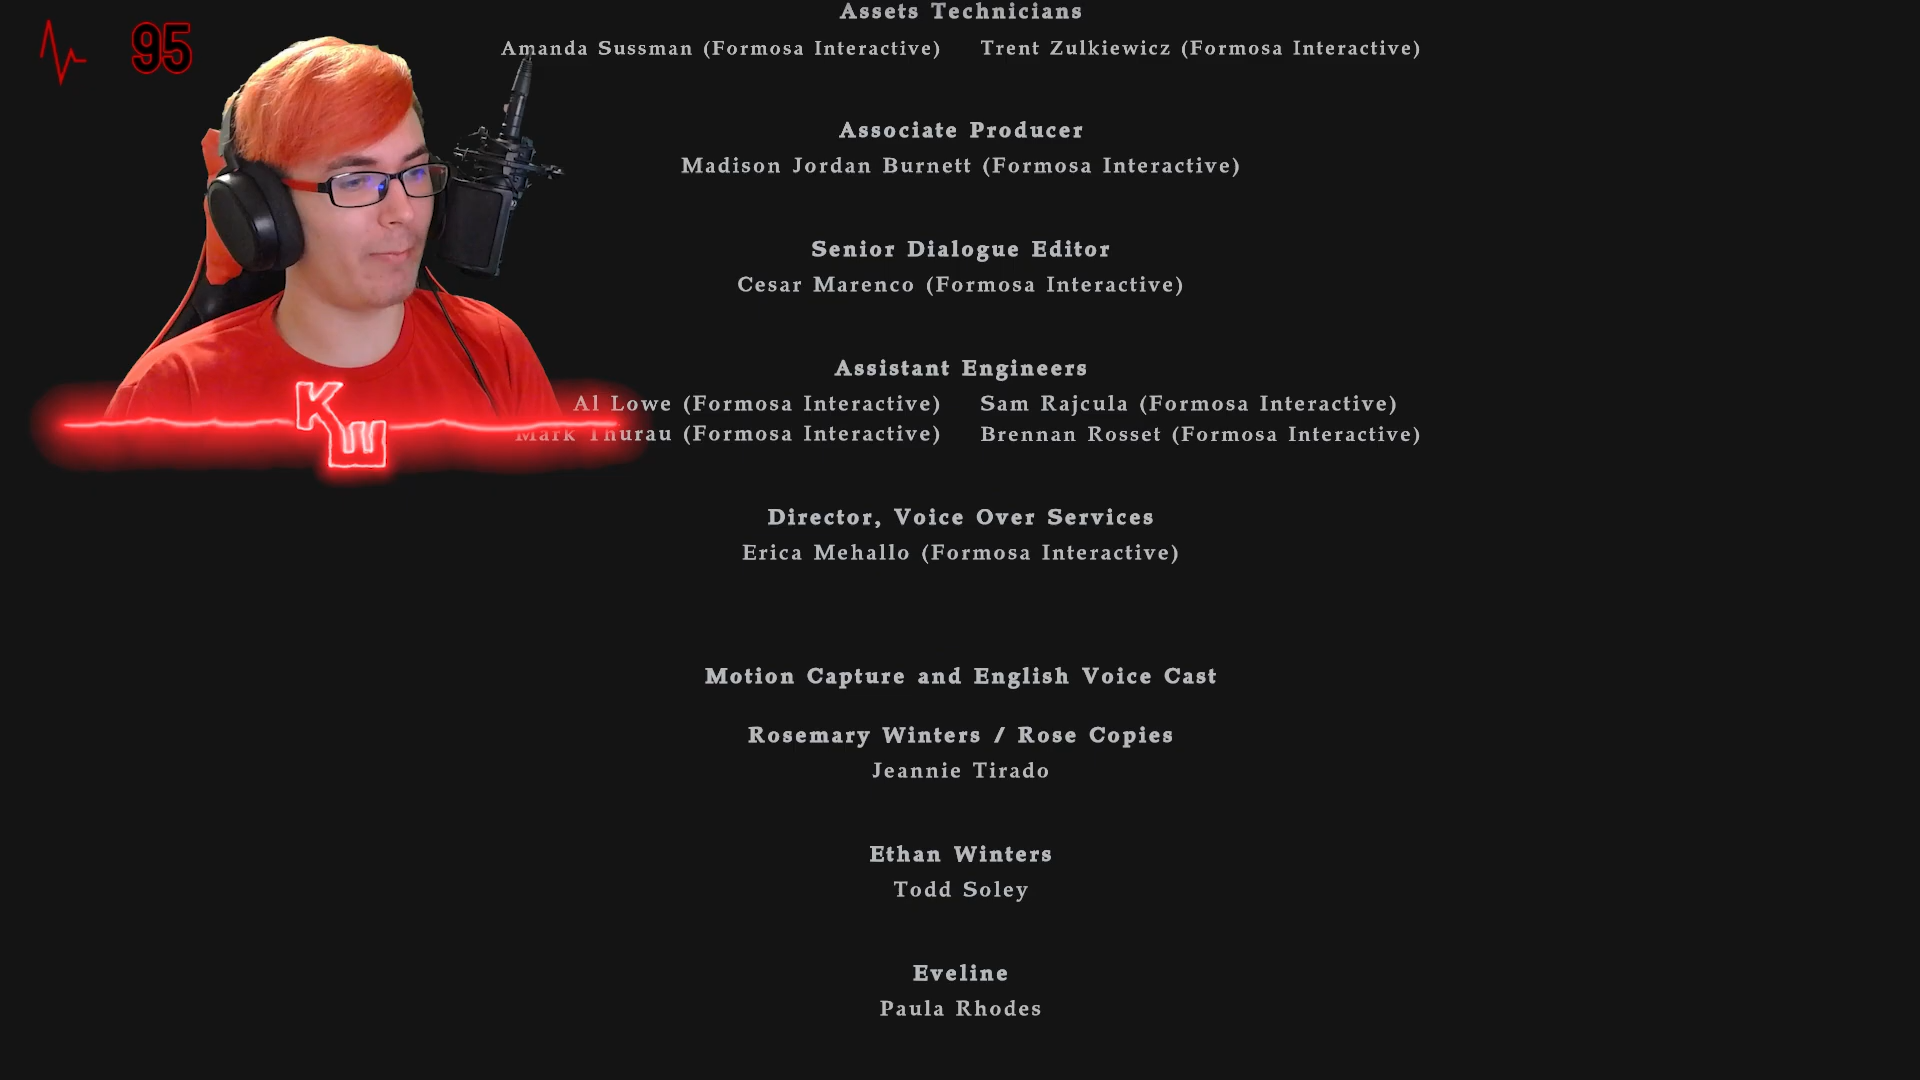 95
Assets Technicians
Amanda Sussman (Formosa Interactive) Trent Zulkiewicz (Formosa Interactive)
Associate Producer
Madison Jordan Burnett (Formosa Interactive)
Senior Dialogue Editor
Cesar Marenco (Formosa Interactive)
Assistant Engineers
Al Lowe (Formosa Interactive) Sam Rajcula (Formosa Interactive)
Mark Thurau (Formosa Interactive) Brennan Rosset (Formosa Interactive)
KW
Director, Voice Over Services
Erica Mehallo (Formosa Interactive)
Motion Capture and English Voice Cast
Rosemary Winters / Rose Copies
Jeannie Tirado
Ethan Winters
Todd Soley
Eveline
Paula Rhodes